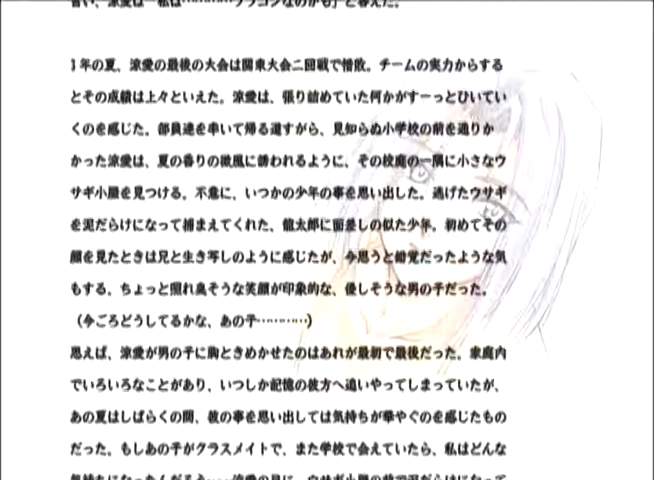 言い、涼愛は「私は…………ブラコンなのかも」と答えた。
3年の夏、涼愛の最後の大会は関東大会二回戦で惜敗。チームの実力からする
とその成績は上々といえた。涼愛は、張り詰めていた何かがすーっとひいてい
くのを感じた。部員達を率いて帰る道すがら、見知らぬ小学校の前を通りか
かった涼愛は、夏の香りの微風に誘われるように、その校庭の一隅に小さなウ
サギ小屋を見つける。不意に、いつかの少年の事を思い出した。逃げたウサギ
を泥だらけになって捕まえてくれた、龍太郎に面差しの似た少年。初めてその
顔を見たときは兄と生き写しのように感じたが、今思うと錯覚だったような気
もする。ちょっと照れ臭そうな笑顔が印象的な、優しそうな男の子だった。
（今ごろどうしてるかな、あの子…………）
思えば、涼愛が男の子に胸ときめかせたのはあれが最初で最後だった。家庭内
でいろいろなことがあり、いつしか記憶の彼方へ追いやってしまっていたが、
あの夏はしばらくの間、彼の事を思い出しては気持ちが華やぐのを感じたもの
だった。もしあの子がクラスメイトで、また学校で会えていたら、私はどんな